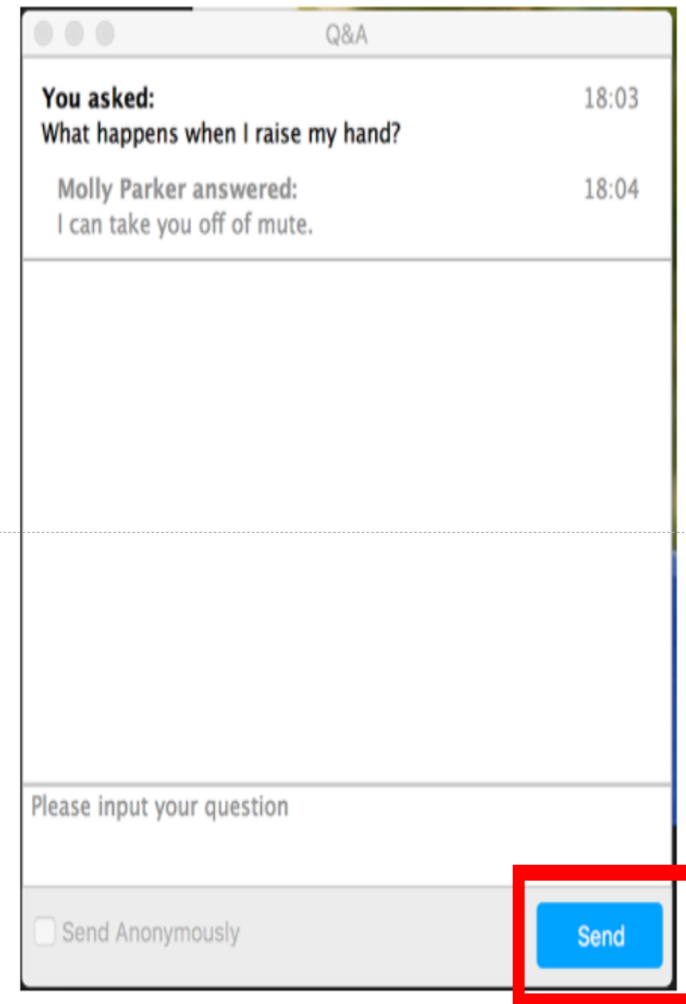 Q&A
You asked: 18:03
What happens when I raise my hand?
Molly Parker answered: 18:04
I can take you off of mute.
Please input your question
Send Anonymously
Send